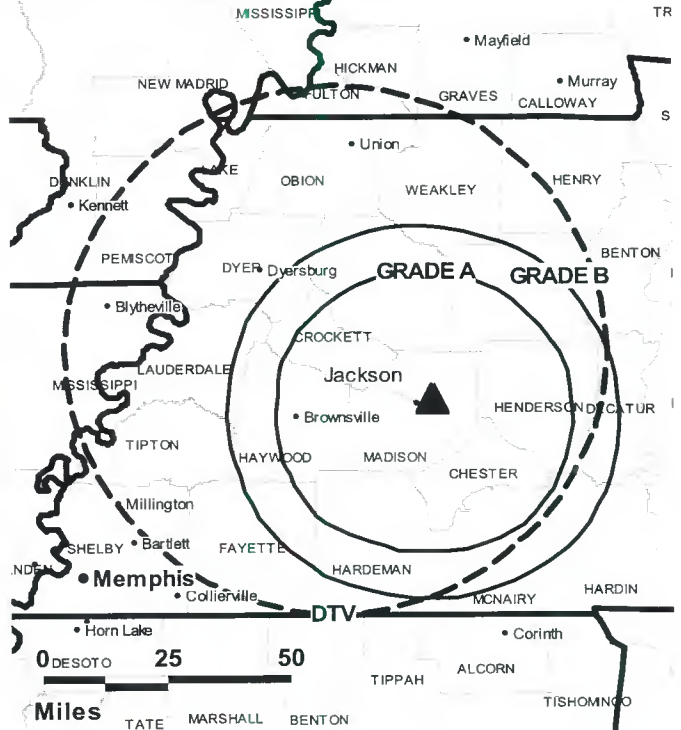 MISSISSIPPI
TR
Mayfield
HICKMAN
NEW MADRID
Murray
FULTON
GRAVES
CALLOWAY
S
Union
LAKE
OBION
WEAKLEY
HENRY
DUNKLIN
Kennett
PEMISCOT
BENTON
DYER
Dyersburg
GRADE A
GRADE B
Blytheville
CROCKETT
LAUDERDALE
Jackson
MISSISSIPPI
Brownsville
HENDERSON
DECATUR
TIPTON
HAYWOOD
MADISON
CHESTER
Millington
SHELBY
Bartlett
FAYETTE
NDEN
HARDEMAN
Memphis
Collierville
MCNAIRY
HARDIN
DTV
Horn Lake
Corinth
0
DESOTO
25
50
ALCORN
TIPPAH
TISHOMINGO
Miles
TATE
MARSHALL
BENTON